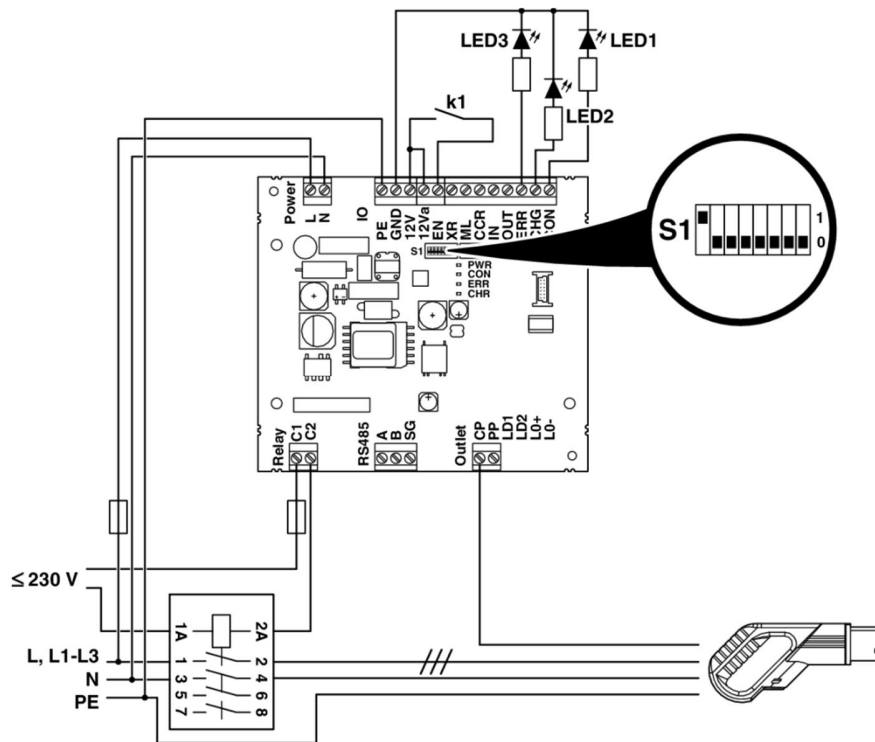 LED3
LED1
LED2
k1
Power
L
N
IO
PE
GND
12V
12Va
EN
XR
ML
CCR
IN
OUT
ERR
CHG
CON
S1
PWR
CON
ERR
CHR
S1
1
0
Relay
C1
C2
RS485
A
B
SG
Outlet
CP
PP
LD1
LD2
L0+
L0-
≤ 230 V
1A
2A
L, L1-L3
1
2
N
3
4
PE
5
6
7
8